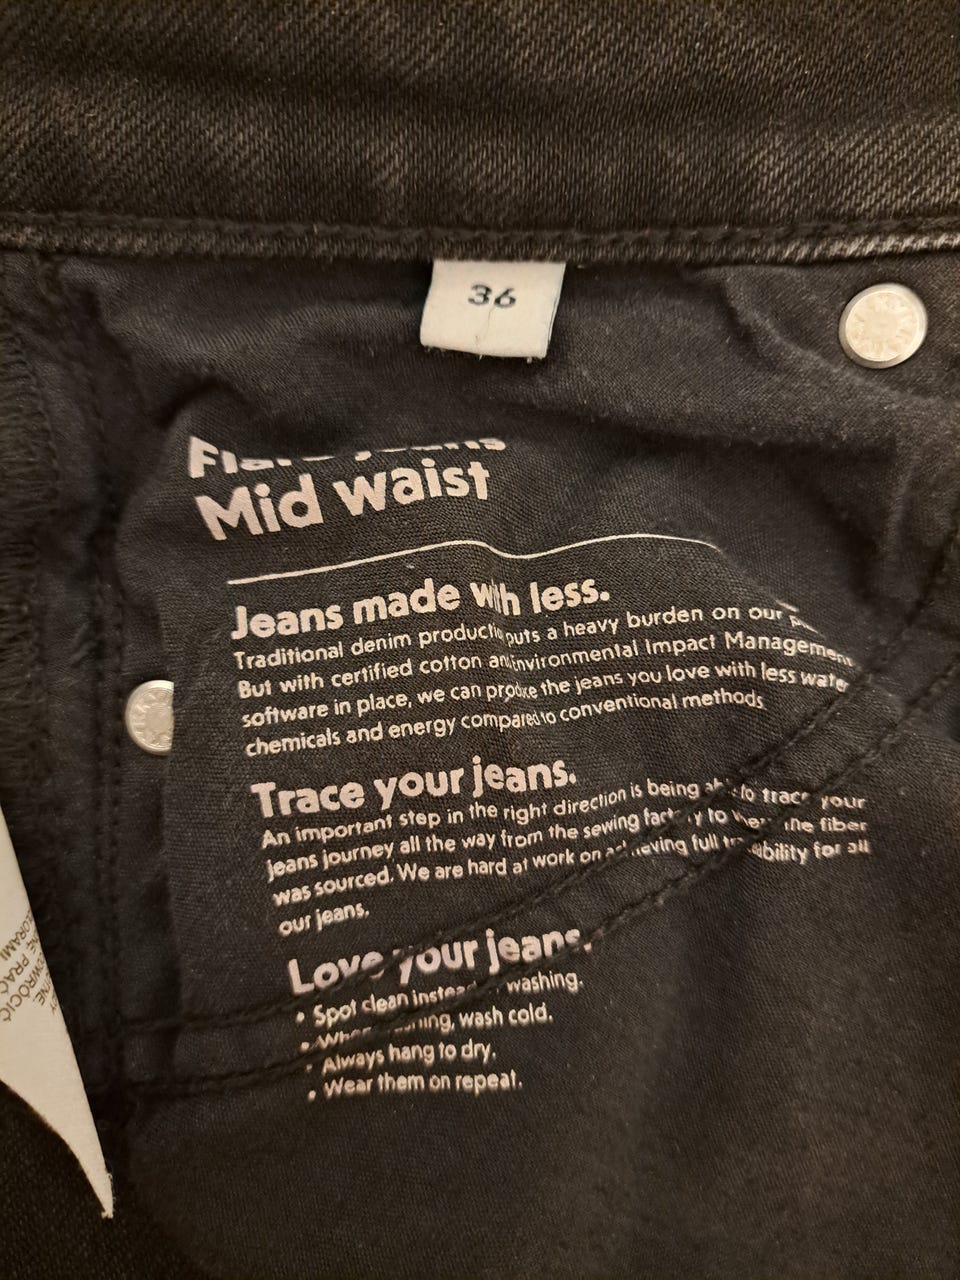 36
Flare jeans
Mid waist
Jeans made with less.
Traditional denim production puts a heavy burden on our
But with certified cotton and Environmental Impact Management
software in place, we can produce the jeans you love with less water
chemicals and energy compared to conventional methods
Trace your jeans.
An important step in the right direction is being able to trace your
jeans journey all the way from the sewing factory to where the fiber
was sourced. We are hard at work on achieving full traceability for all
our jeans.
Love your jeans.
• Spot clean instead washing.
• When washing, wash cold.
• Always hang to dry.
• Wear them on repeat.